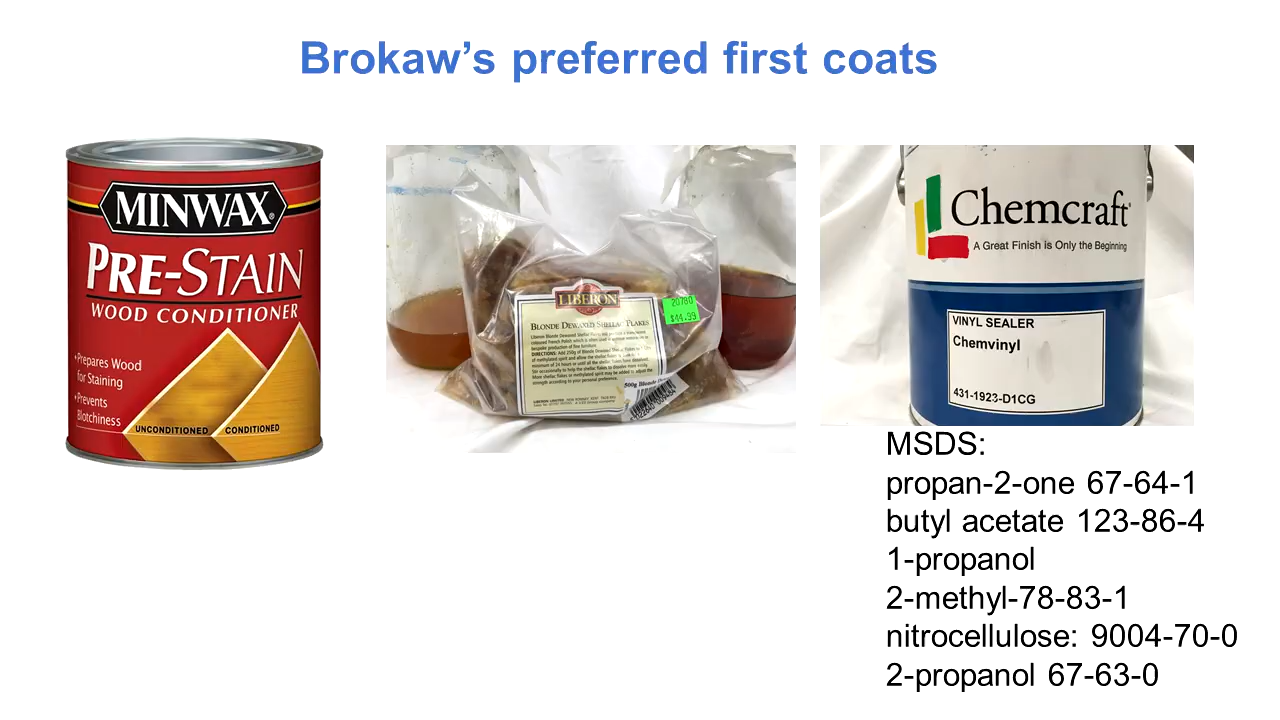 Brokaw's preferred first coats
MINWAX®
PRE-STAIN
WOOD CONDITIONER
•Prepares Wood
for Staining
•Prevents
Blotchiness
UNCONDITIONED
CONDITIONED
LIBERON
BLONDE DEWAXED SHELLAC FLAKES
20780
$44.99
500g Blonde
Chemcraft
A Great Finish is Only the Beginning
VINYL SEALER
Chemvinyl
431-1923-D1CG
MSDS:
propan-2-one 67-64-1
butyl acetate 123-86-4
1-propanol
2-methyl-78-83-1
nitrocellulose: 9004-70-0
2-propanol 67-63-0